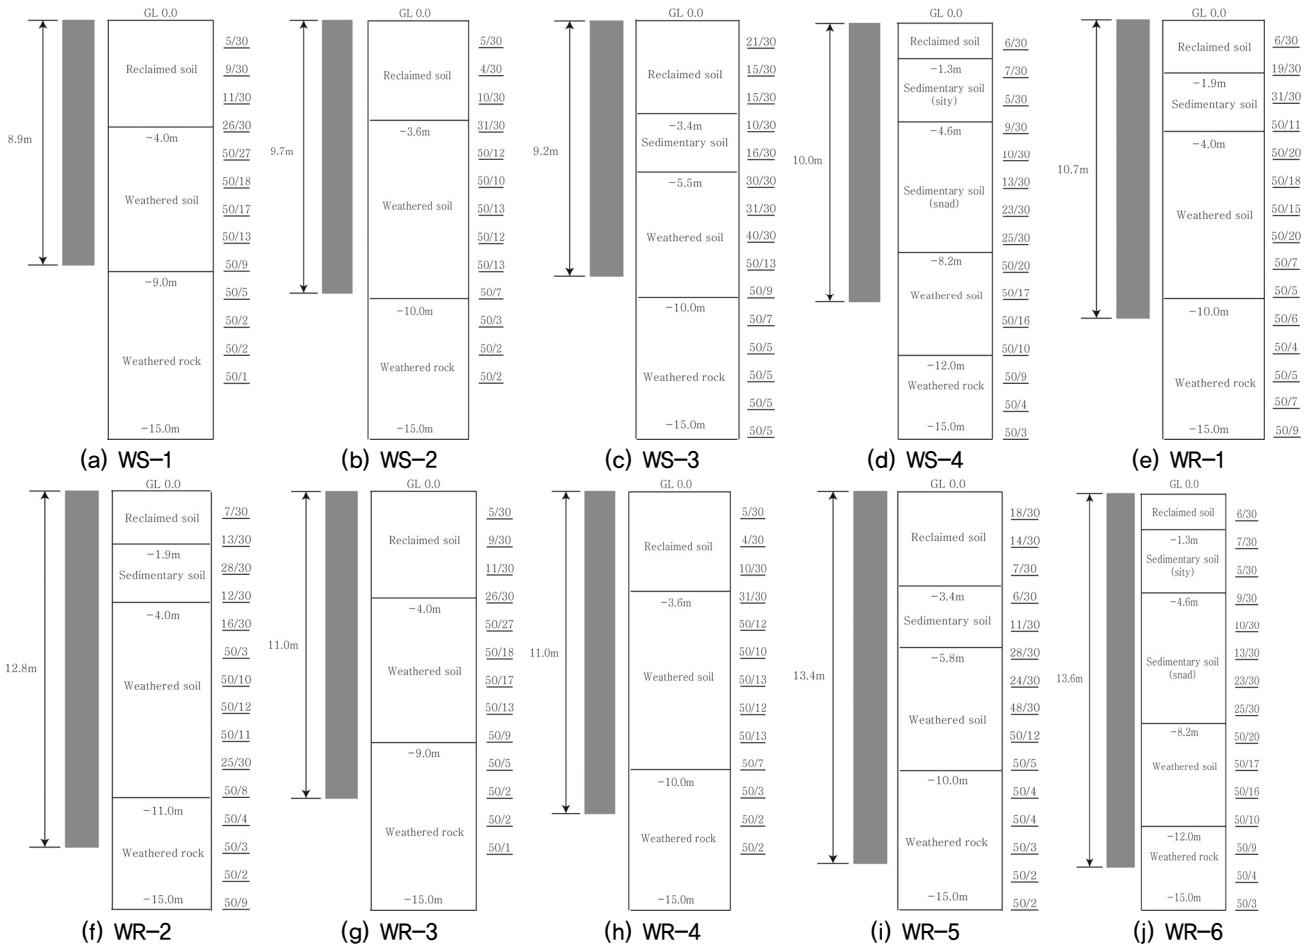 GL 0.0
8.9m
Reclaimed soil
-4.0m
Weathered soil
-9.0m
Weathered rock
-15.0m
5/30
9/30
11/30
26/30
50/27
50/18
50/17
50/13
50/9
50/5
50/2
50/2
50/1
(a) WS-1
GL 0.0
9.7m
Reclaimed soil
-3.6m
Weathered soil
-10.0m
Weathered rock
-15.0m
5/30
4/30
10/30
31/30
50/12
50/10
50/13
50/12
50/13
50/7
50/3
50/2
50/2
(b) WS-2
GL 0.0
9.2m
Reclaimed soil
-3.4m
Sedimentary soil
-5.5m
Weathered soil
-10.0m
Weathered rock
-15.0m
21/30
15/30
15/30
10/30
16/30
30/30
31/30
40/30
50/13
50/9
50/7
50/5
50/5
50/5
50/5
(c) WS-3
GL 0.0
10.0m
Reclaimed soil
-1.3m
Sedimentary soil
(sity)
-4.6m
Sedimentary soil
(snad)
-8.2m
Weathered soil
-12.0m
Weathered rock
-15.0m
6/30
7/30
5/30
9/30
10/30
13/30
23/30
25/30
50/20
50/17
50/16
50/10
50/9
50/4
50/3
(d) WS-4
GL 0.0
10.7m
Reclaimed soil
-1.9m
Sedimentary soil
-4.0m
Weathered soil
-10.0m
Weathered rock
-15.0m
6/30
19/30
31/30
50/11
50/20
50/18
50/15
50/20
50/7
50/5
50/6
50/4
50/5
50/7
50/9
(e) WR-1
GL 0.0
12.8m
Reclaimed soil
-1.9m
Sedimentary soil
-4.0m
Weathered soil
-11.0m
Weathered rock
-15.0m
7/30
13/30
28/30
12/30
16/30
50/3
50/10
50/12
50/11
25/30
50/8
50/4
50/3
50/2
50/9
(f) WR-2
GL 0.0
11.0m
Reclaimed soil
-4.0m
Weathered soil
-9.0m
Weathered rock
-15.0m
5/30
9/30
11/30
26/30
50/27
50/18
50/17
50/13
50/9
50/5
50/2
50/2
50/1
(g) WR-3
GL 0.0
11.0m
Reclaimed soil
-3.6m
Weathered soil
-10.0m
Weathered rock
-15.0m
5/30
4/30
10/30
31/30
50/12
50/10
50/13
50/12
50/13
50/7
50/3
50/2
50/2
(h) WR-4
GL 0.0
13.4m
Reclaimed soil
-3.4m
Sedimentary soil
-5.8m
Weathered soil
-10.0m
Weathered rock
-15.0m
18/30
14/30
7/30
6/30
11/30
28/30
24/30
48/30
50/12
50/5
50/4
50/4
50/3
50/2
50/2
(i) WR-5
GL 0.0
13.6m
Reclaimed soil
-1.3m
Sedimentary soil
(sity)
-4.6m
Sedimentary soil
(snad)
-8.2m
Weathered soil
-12.0m
Weathered rock
-15.0m
6/30
7/30
5/30
9/30
10/30
13/30
23/30
25/30
50/20
50/17
50/16
50/10
50/9
50/4
50/3
(j) WR-6